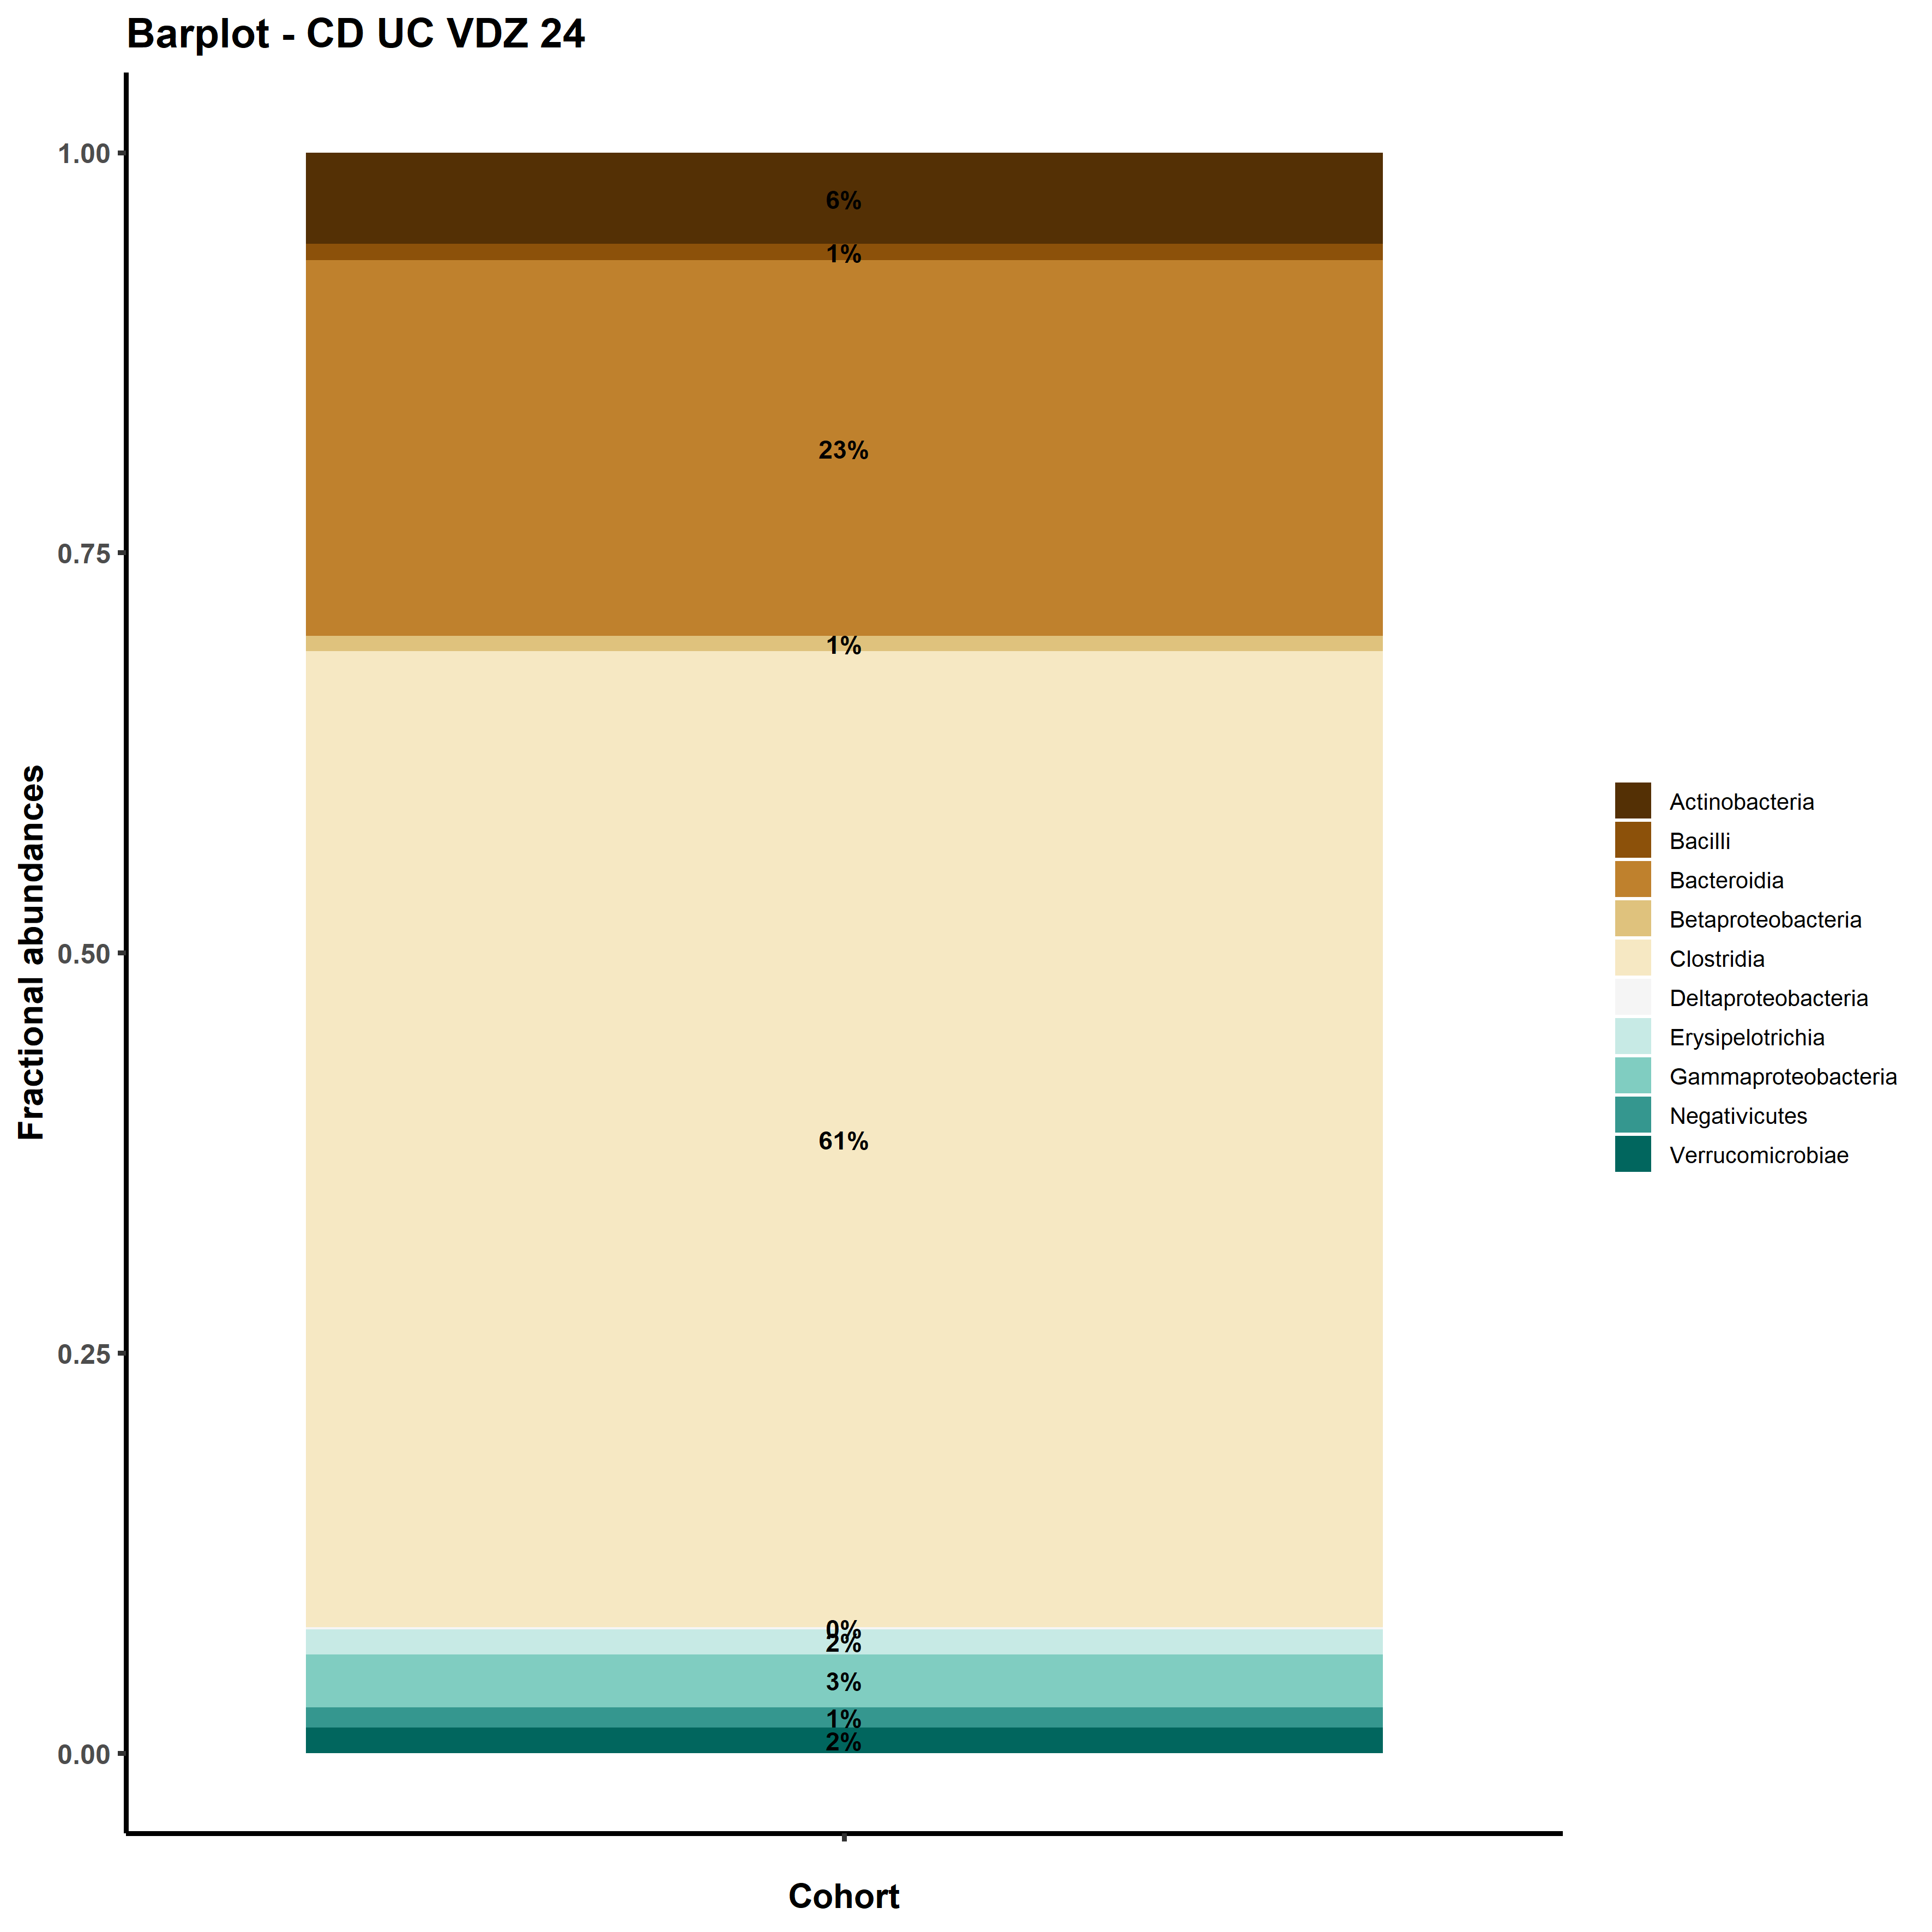 Barplot - CD UC VDZ 24
Fractional abundances
1.00
0.75
0.50
0.25
0.00
6%
1%
23%
1%
61%
0%
2%
3%
1%
2%
Cohort
Actinobacteria
Bacilli
Bacteroidia
Betaproteobacteria
Clostridia
Deltaproteobacteria
Erysipelotrichia
Gammaproteobacteria
Negativicutes
Verrucomicrobiae